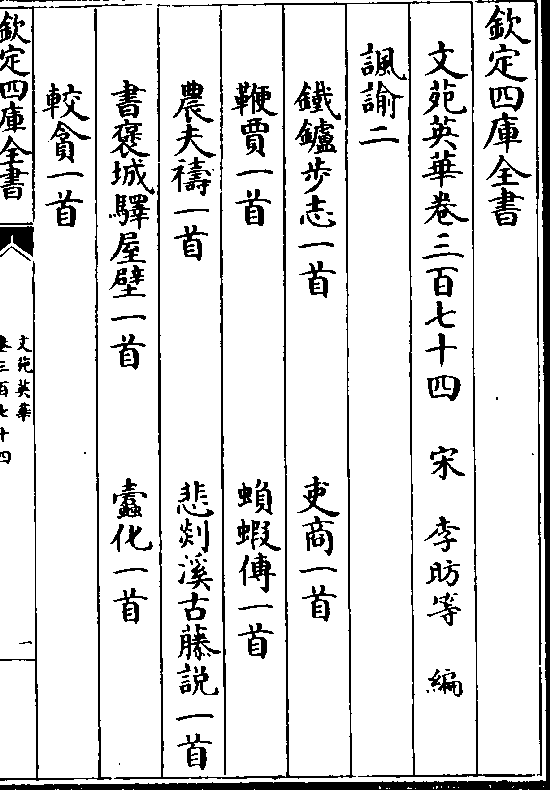 欽定四庫全書
文苑英華卷三百七十四 宋 李昉等 編
諷諭二
鐵鑪步志一首 吏商一首
鞭賈一首 蝜蝂傳一首
農夫禱一首 悲剡溪古藤說一首
書褒城驛屋壁一首 蠹化一首
較貪一首
欽定四庫全書
文苑英華
卷三百七十四
一